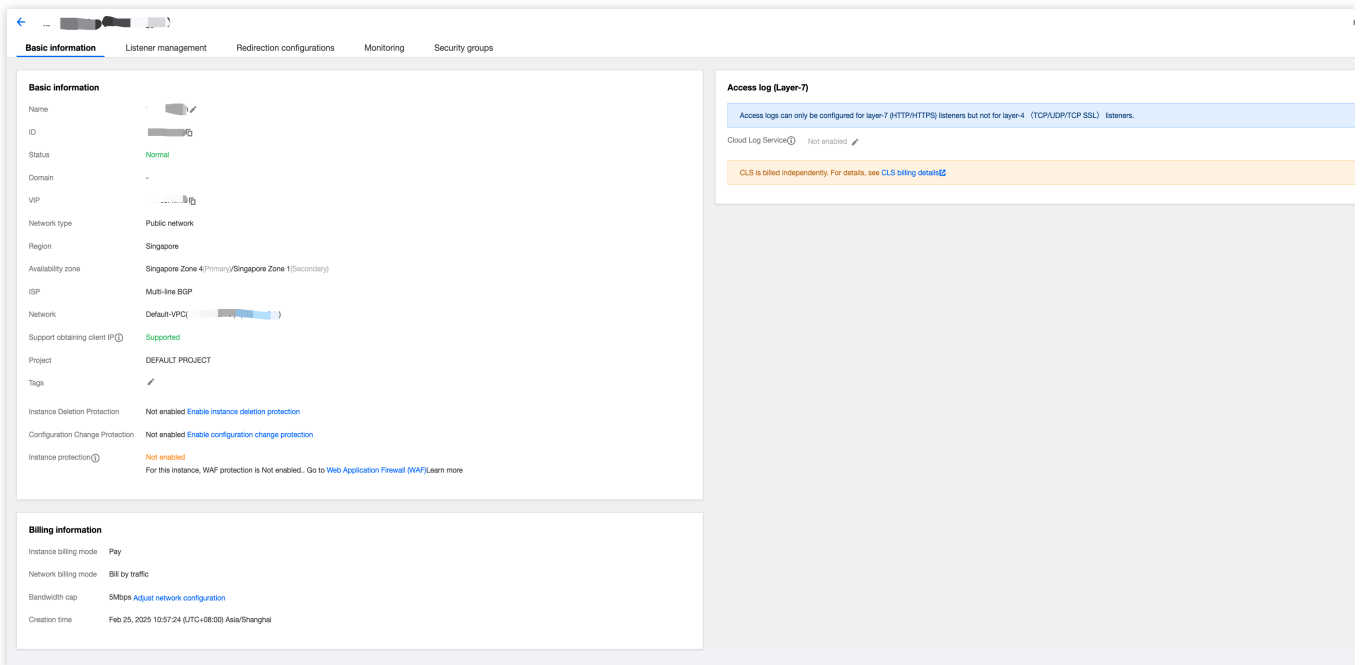 Basic information Listener management Redirection configurations Monitoring Security groups
Basic information
Name
ID
Status Normal
Domain -
VIP
Network type Public network
Region Singapore
Availability zone Singapore Zone 4(Primary)/Singapore Zone 1(Secondary)
ISP Multi-line BGP
Network Default-VPC( )
Support obtaining client IP Supported
Project DEFAULT PROJECT
Tags
Instance Deletion Protection Not enabled Enable instance deletion protection
Configuration Change Protection Not enabled Enable configuration change protection
Instance protection Not enabled
For this instance, WAF protection is Not enabled.. Go to Web Application Firewall (WAF)Learn more
Billing information
Instance billing mode Pay
Network billing mode Bill by traffic
Bandwidth cap 5Mbps Adjust network configuration
Creation time Feb 25, 2025 10:57:24 (UTC+08:00) Asia/Shanghai
Access log (Layer-7)
Access logs can only be configured for layer-7 (HTTP/HTTPS) listeners but not for layer-4 （TCP/UDP/TCP SSL） listeners.
Cloud Log Service Not enabled
CLS is billed independently. For details, see CLS billing details